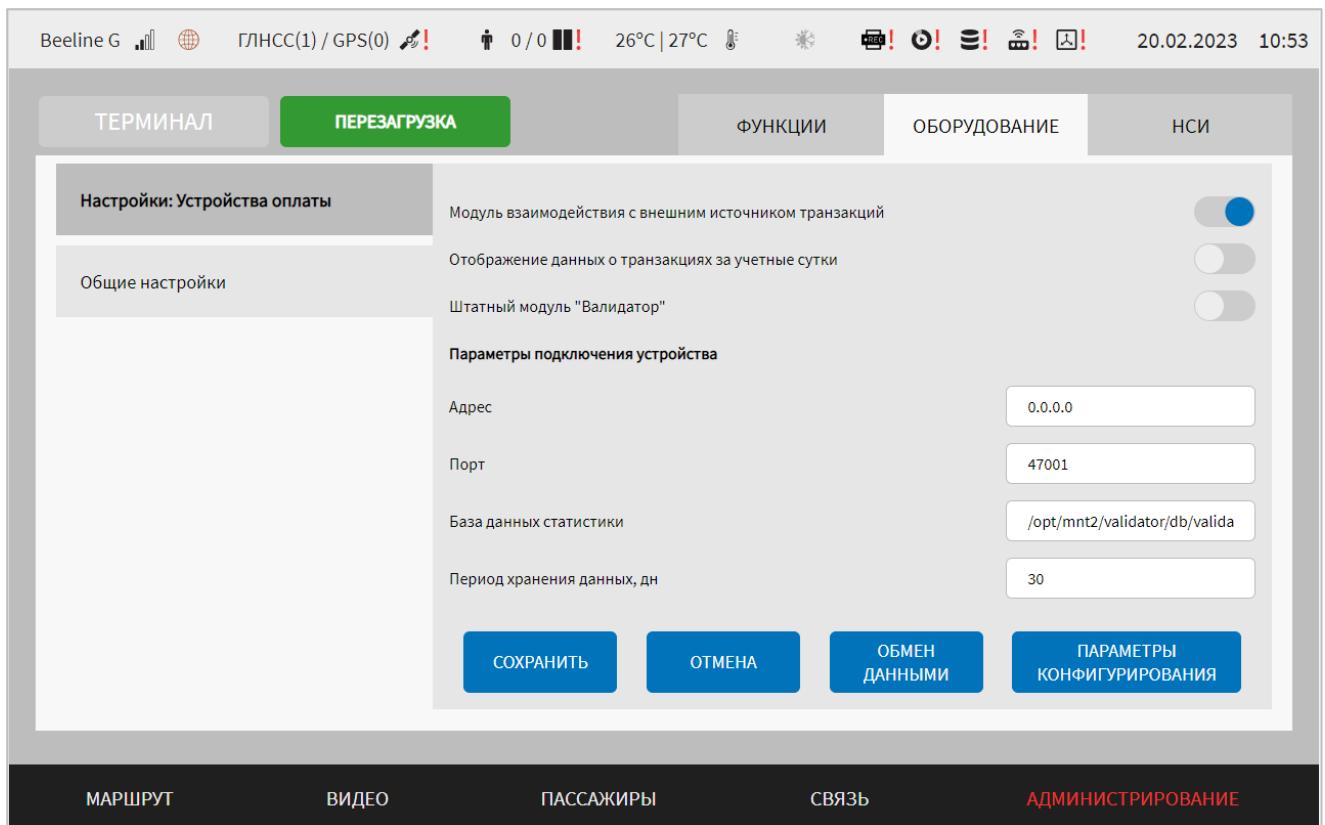 Beeline G ГЛНСС(1) / GPS(0) ! 0 / 0 ! 26°C | 27°C REC ! ! ! ! ! 20.02.2023 10:53
ТЕРМИНАЛ ПЕРЕЗАГРУЗКА ФУНКЦИИ ОБОРУДОВАНИЕ НСИ
Настройки: Устройства оплаты
Общие настройки
Модуль взаимодействия с внешним источником транзакций
Отображение данных о транзакциях за учетные сутки
Штатный модуль "Валидатор"
Параметры подключения устройства
Адрес 0.0.0.0
Порт 47001
База данных статистики /opt/mnt2/validator/db/valida
Период хранения данных, дн 30
СОХРАНИТЬ ОТМЕНА ОБМЕН ДАННЫМИ ПАРАМЕТРЫ КОНФИГУРИРОВАНИЯ
МАРШРУТ ВИДЕО ПАССАЖИРЫ СВЯЗЬ АДМИНИСТРИРОВАНИЕ